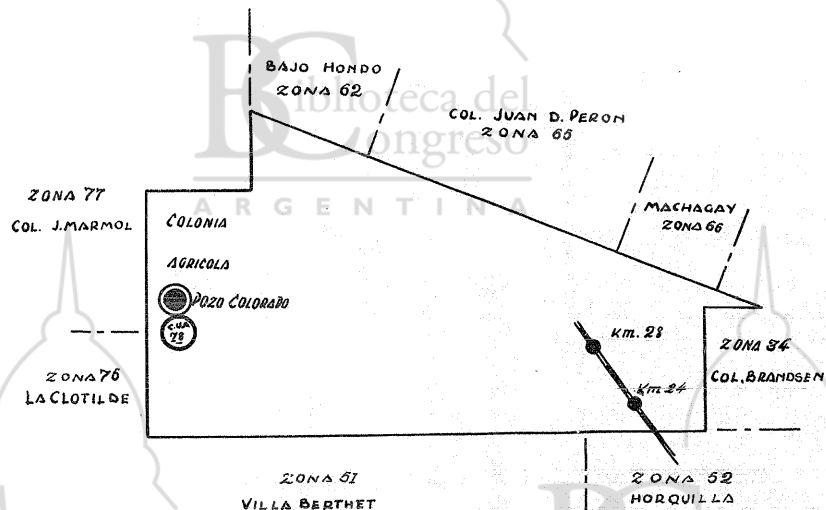 BAJO HONDO
ZONA 62
Biblioteca del
Congreso
ARGENTINA
COL. JUAN D. PERON
ZONA 65
ZONA 77
COL. J. MARMOL
COLONIA
AGRICOLA
POZO COLORADO
C.U.A
78
MACHAGAY
ZONA 66
Km. 28
ZONA 34
COL. BRANDSEN
Km 24
ZONA 76
LA CLOTILDE
ZONA 51
VILLA BERTHET
ZONA 52
HORQUILLA